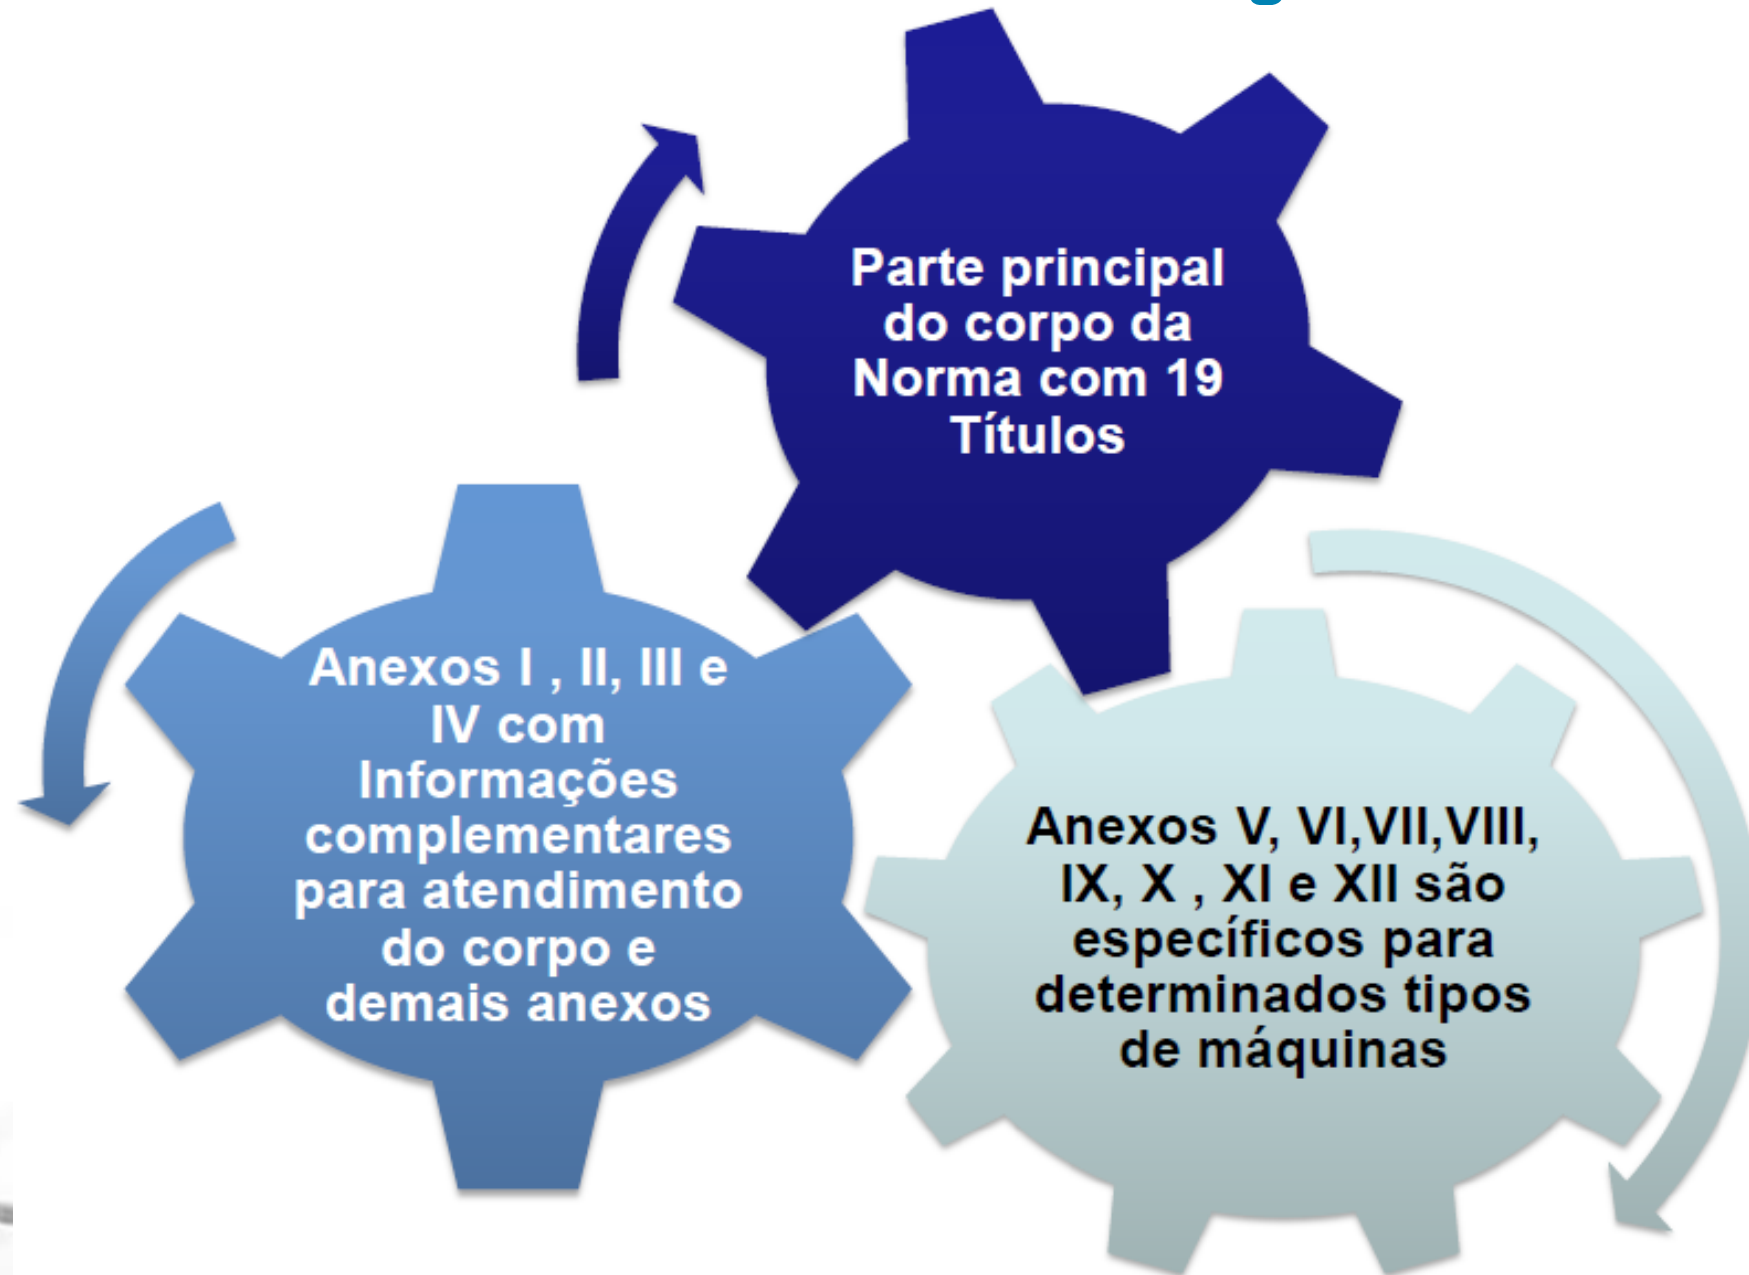 Parte principal
do corpo da
Norma com 19
Títulos
Anexos I , II, III e
IV com
Informações
complementares
para atendimento
do corpo e
demais anexos
Anexos V, VI,VII,VIII,
IX, X , XI e XII são
específicos para
determinados tipos
de máquinas